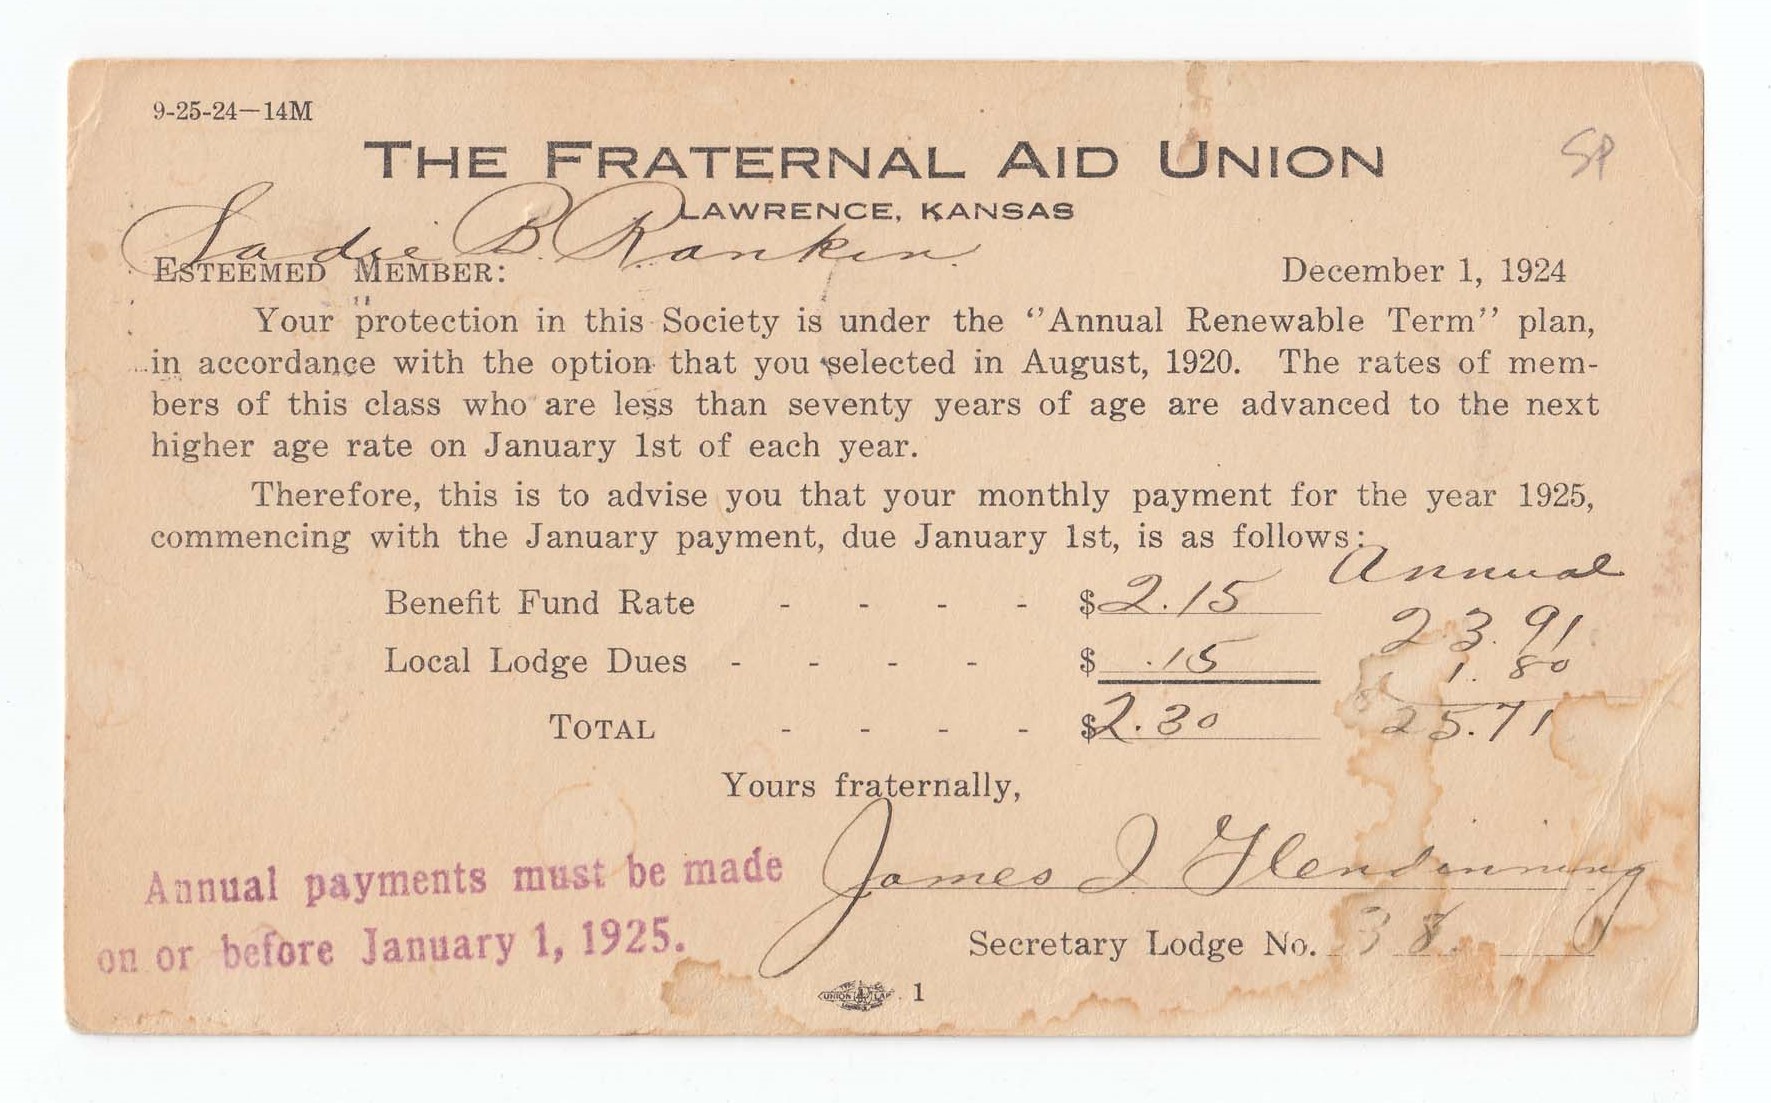 9-25-24—14M
SP
THE FRATERNAL AID UNION
LAWRENCE, KANSAS
Sadie B. Rankin.
ESTEEMED MEMBER: December 1, 1924
Your protection in this Society is under the "Annual Renewable Term" plan,
in accordance with the option that you selected in August, 1920. The rates of mem-
bers of this class who are less than seventy years of age are advanced to the next
higher age rate on January 1st of each year.
Therefore, this is to advise you that your monthly payment for the year 1925,
commencing with the January payment, due January 1st, is as follows:
Annual
Benefit Fund Rate - - - - $2.15 23.91
Local Lodge Dues - - - - $ .15 1.80
TOTAL - - - - $2.30 25.71
Yours fraternally,
James J Glendinning
Secretary Lodge No. 38.
Annual payments must be made
on or before January 1, 1925.
1